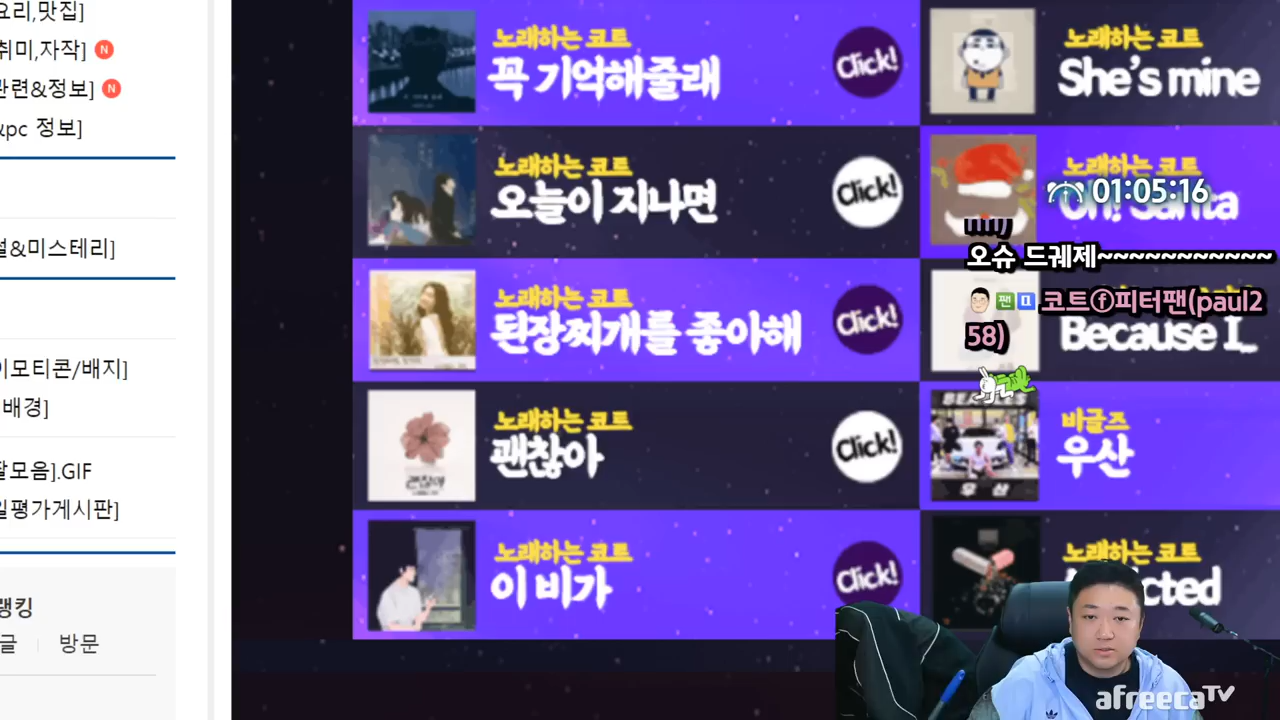 요리,맛집]
취미,자작] N
관련&정보] N
&pc 정보]
&미스테리]
이모티콘/배지]
배경]
짤모음].GIF
일평가게시판]
랭킹
글
방문
노래하는 코트
꼭 기억해줄래
Click!
노래하는 코트
She's mine
노래하는 코트
오늘이 지나면
Click!
노래하는 코트
Oh! Santa
01:05:16
오슈 드궤제~~~~~~~~~~~
노래하는 코트
된장찌개를 좋아해
Click!
팬 코트ⓕ피터팬(paul2
58)
Because I..
노래하는 코트
괜찮아
Click!
괜찮아
비글즈
우산
우산
노래하는 코트
이 비가
Click!
노래하는 코트
cted
afreecaTV